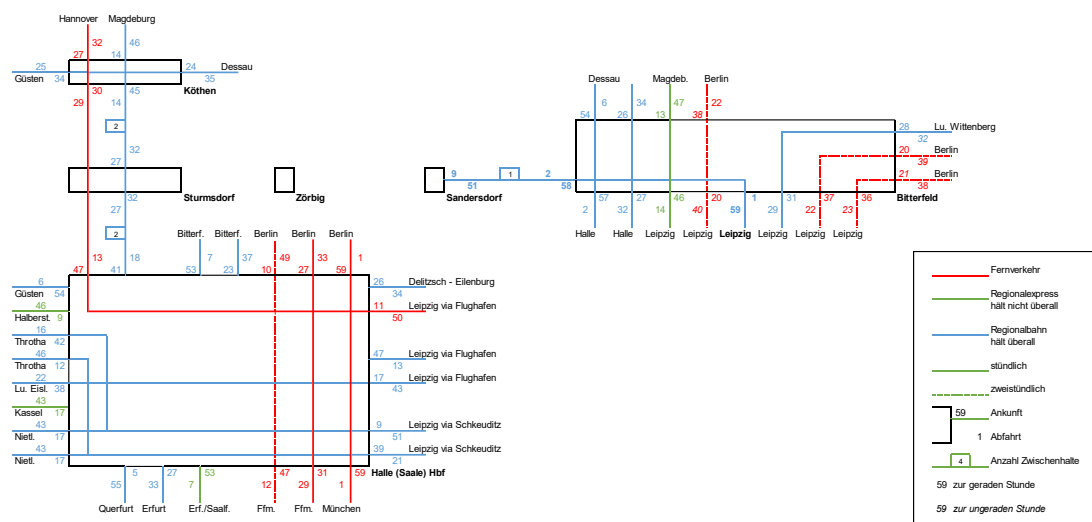 Hannover Magdeburg
32 46
27 14
25 24 Dessau
Güsten 34 35
Köthen
30 45
29 14
2
32
27
Sturmsdorf Zörbig Sandersdorf
32
27
2
13 18
47 41
Dessau Magdeb. Berlin
6 34 47 22
54 26 13 38
28 Lu. Wittenberg
32
20 Berlin
39
21 Berlin
38
Bitterfeld
9 1 2
51 58
57 27 46 20 1 31 37 36
2 32 14 40 59 29 22 23
Halle Halle Leipzig Leipzig Leipzig Leipzig Leipzig Leipzig
Bitterf. Bitterf. Berlin Berlin Berlin
7 37 49 33 1
53 23 10 27 59
6 26 Delitzsch - Eilenburg
Güsten 54 34
46 11 Leipzig via Flughafen
Halberst. 9 50
16
Throtha 42
46 47 Leipzig via Flughafen
Throtha 12 13
22 17 Leipzig via Flughafen
Lu. Eisl. 38 43
43
Kassel 17
43 9 Leipzig via Schkeuditz
Nietl. 17 51
43 39 Leipzig via Schkeuditz
Nietl. 17 21
Halle (Saale) Hbf
5 27 53 47 31 59
55 33 7 12 29 1
Querfurt Erfurt Erf./Saalf. Ffm. Ffm. München
Fernverkehr
Regionalexpress
hält nicht überall
Regionalbahn
hält überall
stündlich
zweistündlich
59 Ankunft
1 Abfahrt
4 Anzahl Zwischenhalte
59 zur geraden Stunde
59 zur ungeraden Stunde